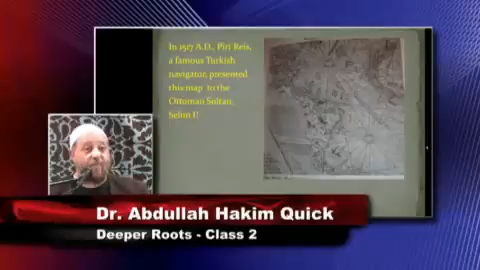 In 1517 A.D., Piri Reis,
a famous Turkish
navigator, presented
this map to the
Ottoman Sultan,
Selim I!
Dr. Abdullah Hakim Quick
Deeper Roots - Class 2